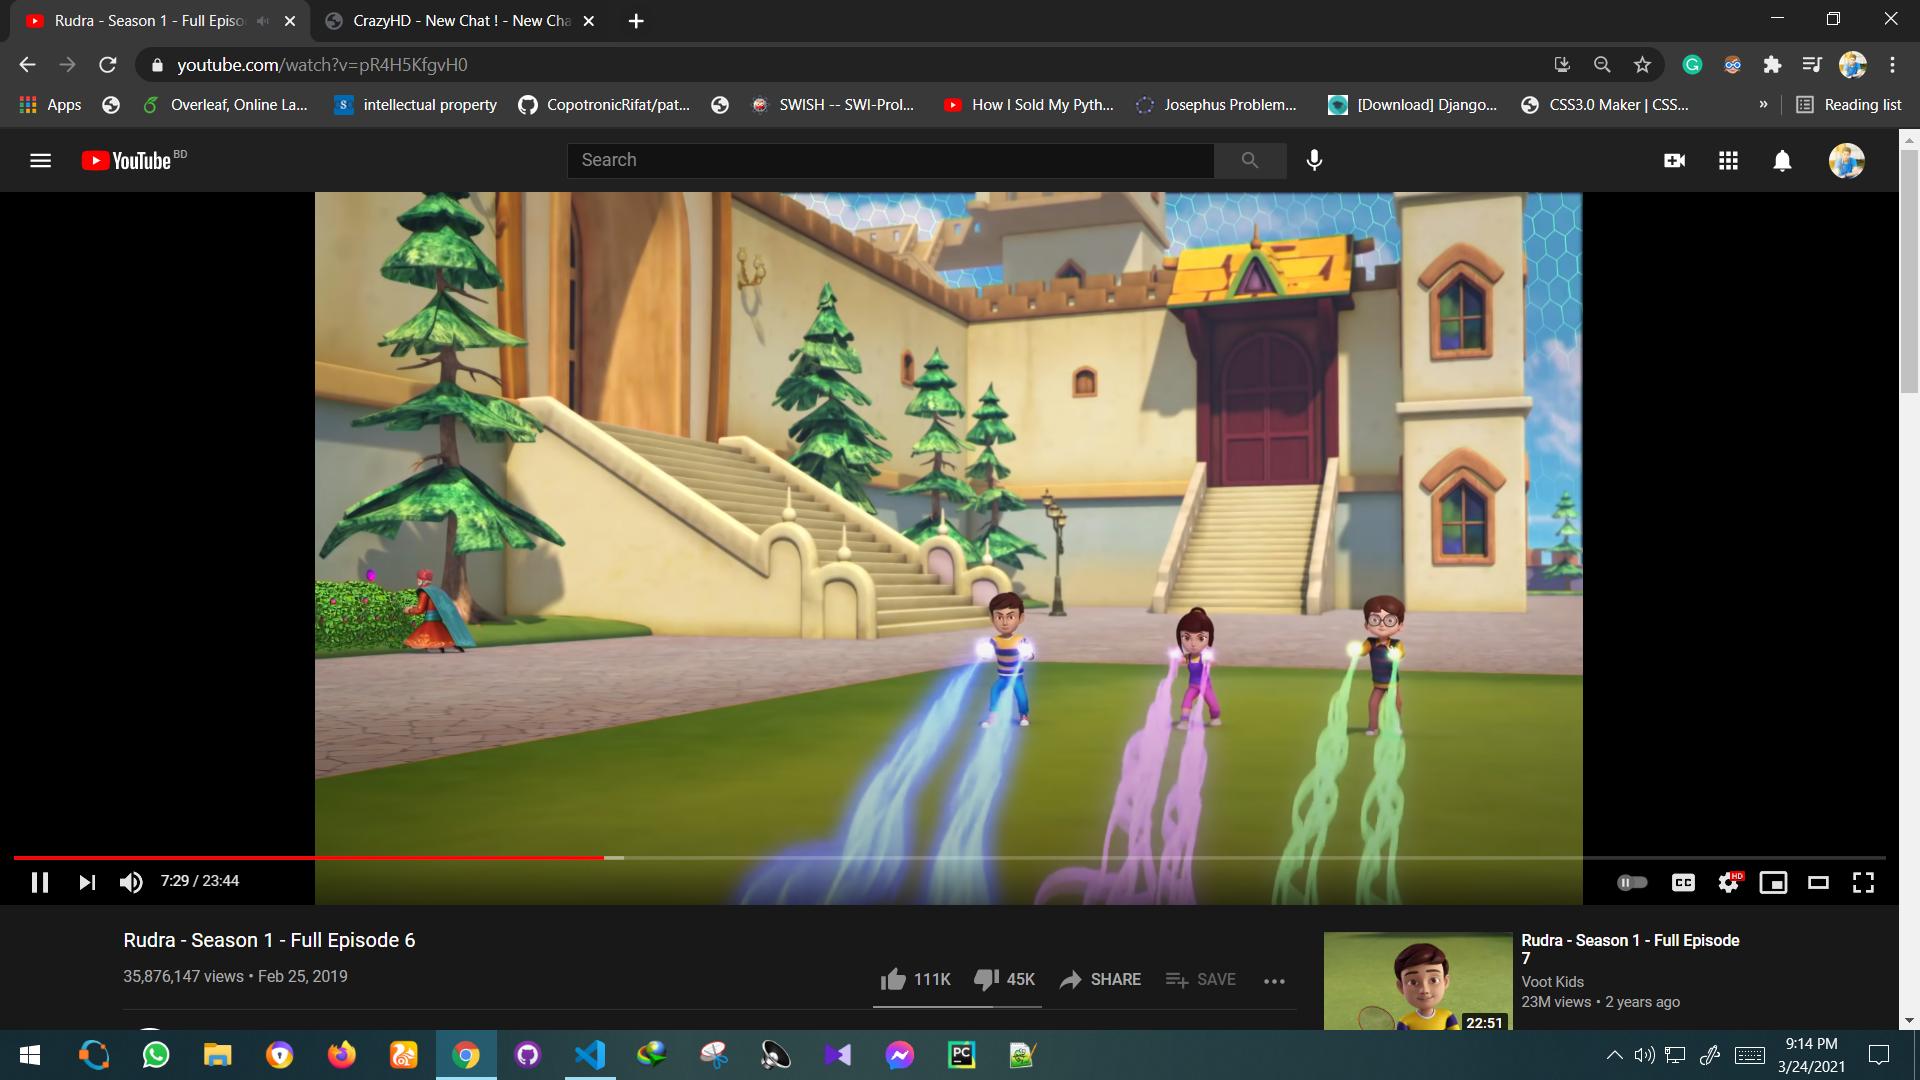 Rudra - Season 1 - Full Episo
CrazyHD - New Chat ! - New Cha
youtube.com/watch?v=pR4H5KfgvH0
Apps
Overleaf, Online La...
S
intellectual property
CopotronicRifat/pat...
SWISH -- SWI-Prol...
How I Sold My Pyth...
Josephus Problem...
[Download] Django...
CSS3.0 Maker | CSS...
»
Reading list
YouTube BD
Search
7:29 / 23:44
CC
HD
Rudra - Season 1 - Full Episode 6
35,876,147 views • Feb 25, 2019
111K
45K
SHARE
SAVE
Rudra - Season 1 - Full Episode
7
Voot Kids
23M views • 2 years ago
22:51
PC
9:14 PM
3/24/2021